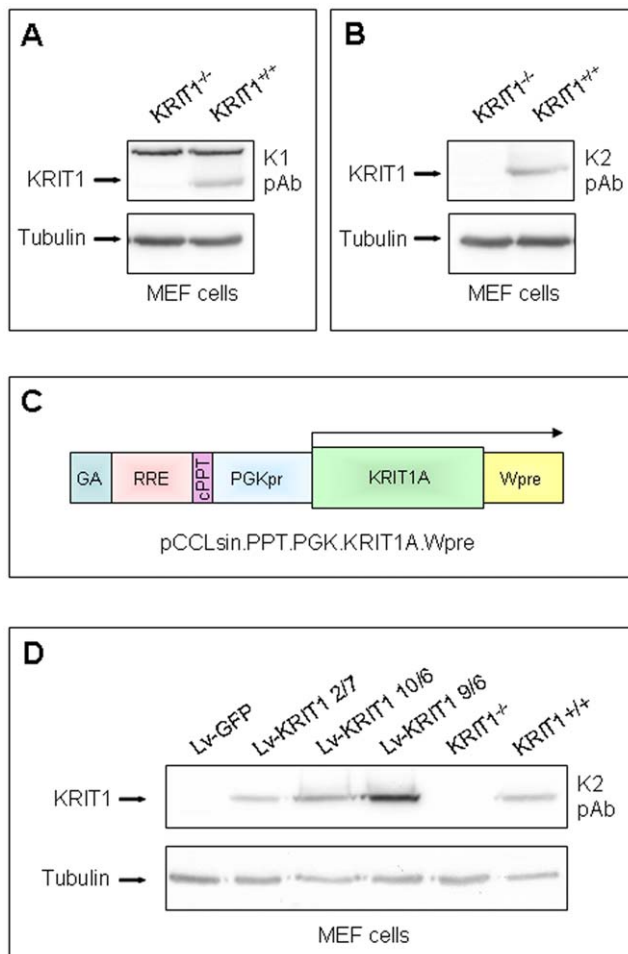 A
KRIT1-/- KRIT1+/+
KRIT1
K1
pAb
Tubulin
MEF cells
B
KRIT1-/- KRIT1+/+
KRIT1
K2
pAb
Tubulin
MEF cells
C
GA RRE cPPT PGKpr KRIT1A Wpre
pCCLsin.PPT.PGK.KRIT1A.Wpre
D
Lv-GFP Lv-KRIT1 2/7 Lv-KRIT1 10/6 Lv-KRIT1 9/6 KRIT1-/- KRIT1+/+
KRIT1
K2
pAb
Tubulin
MEF cells